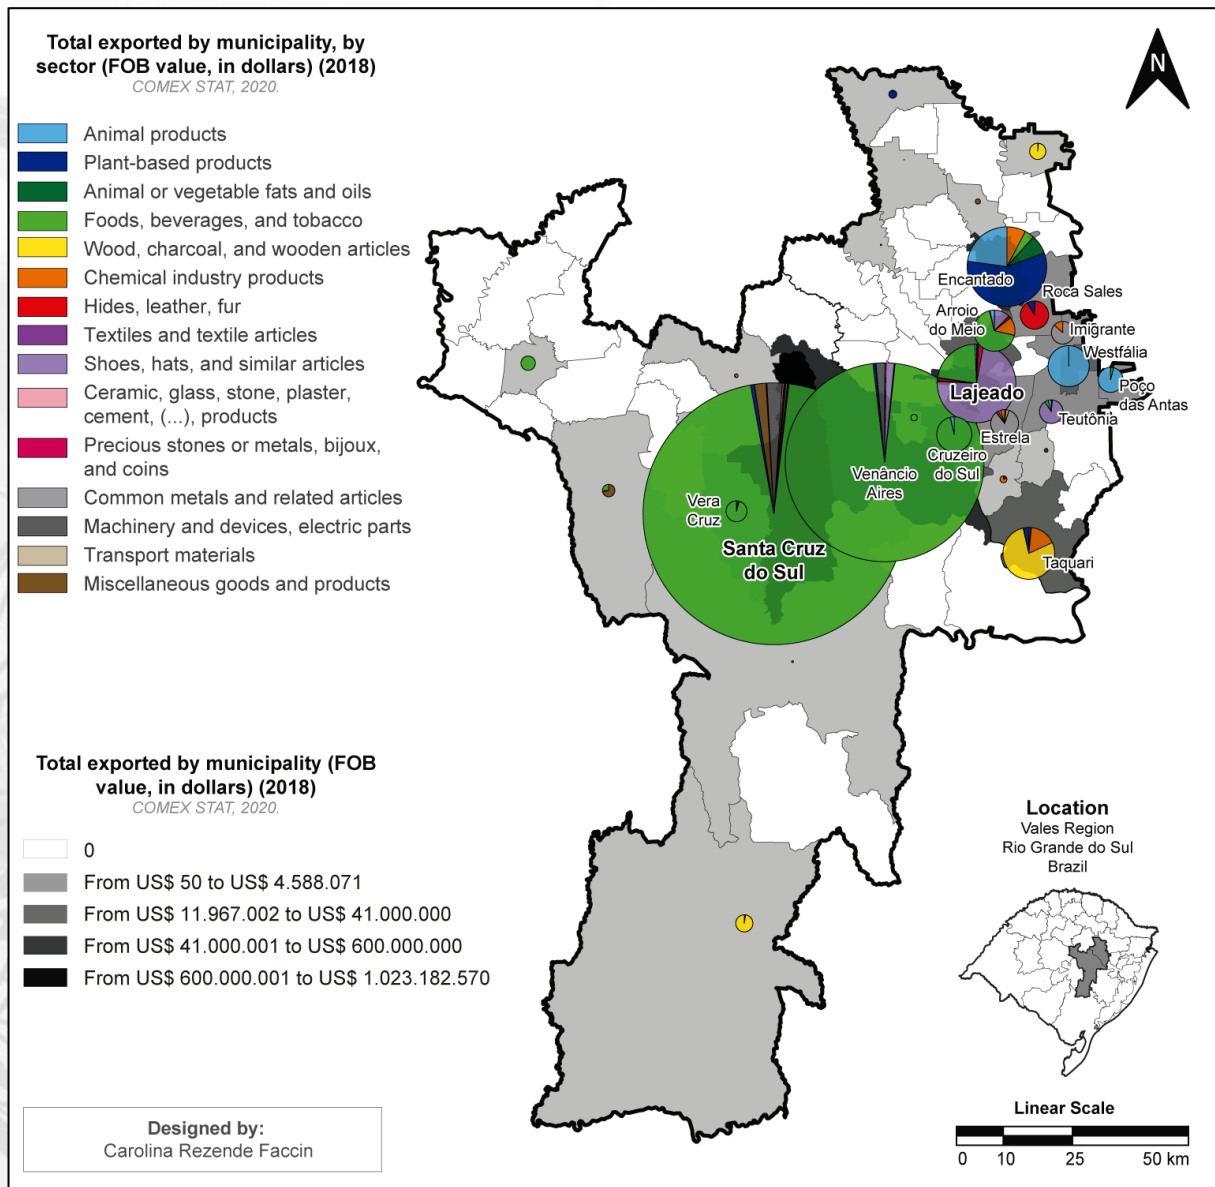 Total exported by municipality, by
sector (FOB value, in dollars) (2018)
COMEX STAT, 2020.
Animal products
Plant-based products
Animal or vegetable fats and oils
Foods, beverages, and tobacco
Wood, charcoal, and wooden articles
Chemical industry products
Hides, leather, fur
Textiles and textile articles
Shoes, hats, and similar articles
Ceramic, glass, stone, plaster,
cement, (...), products
Precious stones or metals, bijoux,
and coins
Common metals and related articles
Machinery and devices, electric parts
Transport materials
Miscellaneous goods and products
Total exported by municipality (FOB
value, in dollars) (2018)
COMEX STAT, 2020.
0
From US$ 50 to US$ 4.588.071
From US$ 11.967.002 to US$ 41.000.000
From US$ 41.000.001 to US$ 600.000.000
From US$ 600.000.001 to US$ 1.023.182.570
Designed by:
Carolina Rezende Faccin
N
Encantado
Roca Sales
Arroio
do Meio
Imigrante
Westfália
Lajeado
Poço
das Antas
Teutônia
Estrela
Cruzeiro
do Sul
Venâncio
Aires
Vera
Cruz
Santa Cruz
do Sul
Taquari
Location
Vales Region
Rio Grande do Sul
Brazil
Linear Scale
0 10 25 50 km